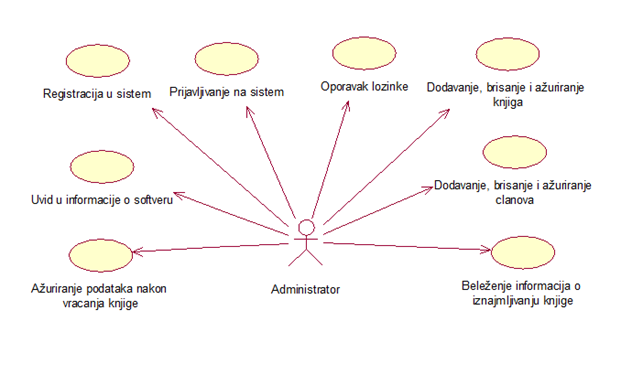 Registracija u sistem
Prijavljivanje na sistem
Oporavak lozinke
Dodavanje, brisanje i ažuriranje
knjiga
Uvid u informacije o softveru
Dodavanje, brisanje i ažuriranje
clanova
Ažuriranje podataka nakon
vracanja knjige
Administrator
Beleženje informacija o
iznajmljivanju knjige